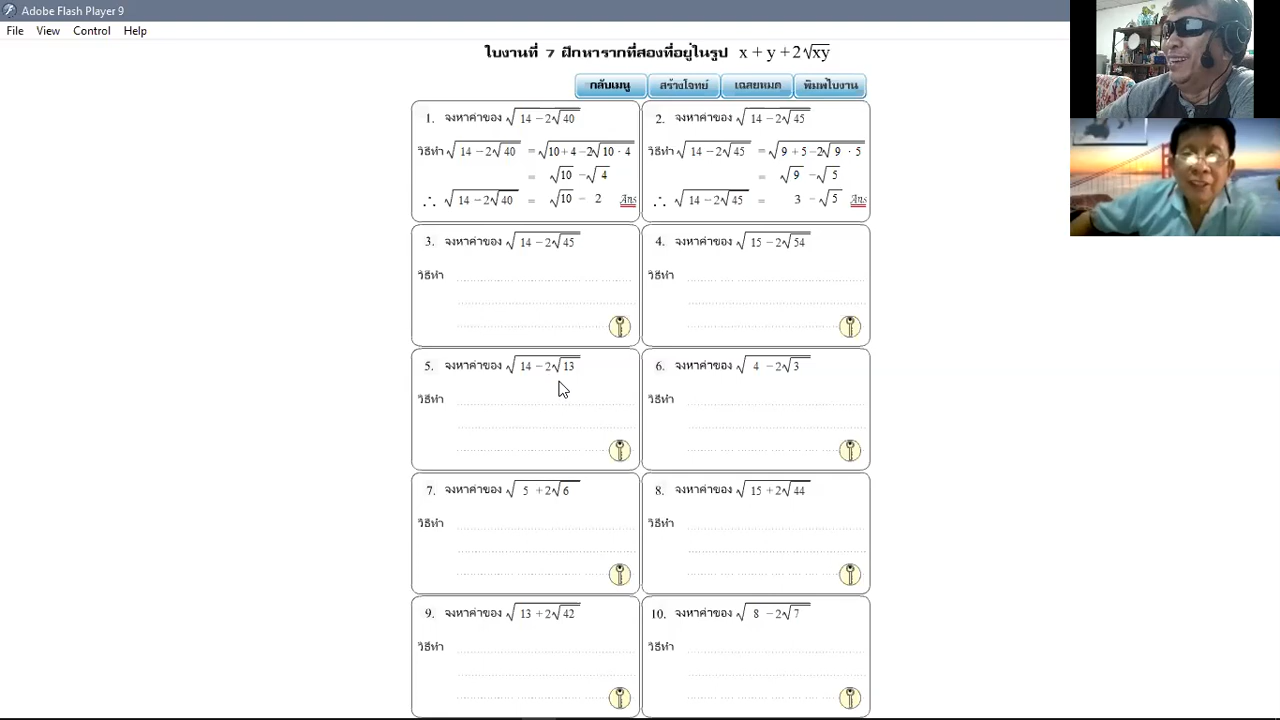 Adobe Flash Player 9
File View Control Help
ใบงานที่ 7 ฝึกหารากที่สองที่อยู่ในรูป x + y + 2√xy
กลับเมนู สร้างโจทย์ เฉลยหมด พิมพ์ใบงาน
1. จงหาค่าของ √(14 − 2√40)
วิธีทำ √(14 − 2√40) = √(10 + 4 − 2√(10 · 4))
= √10 − √4
∴ √(14 − 2√40) = √10 − 2 Ans
2. จงหาค่าของ √(14 − 2√45)
วิธีทำ √(14 − 2√45) = √(9 + 5 − 2√(9 · 5))
= √9 − √5
∴ √(14 − 2√45) = 3 − √5 Ans
3. จงหาค่าของ √(14 − 2√45)
วิธีทำ
4. จงหาค่าของ √(15 − 2√54)
วิธีทำ
5. จงหาค่าของ √(14 − 2√13)
วิธีทำ
6. จงหาค่าของ √(4 − 2√3)
วิธีทำ
7. จงหาค่าของ √(5 + 2√6)
วิธีทำ
8. จงหาค่าของ √(15 + 2√44)
วิธีทำ
9. จงหาค่าของ √(13 + 2√42)
วิธีทำ
10. จงหาค่าของ √(8 − 2√7)
วิธีทำ